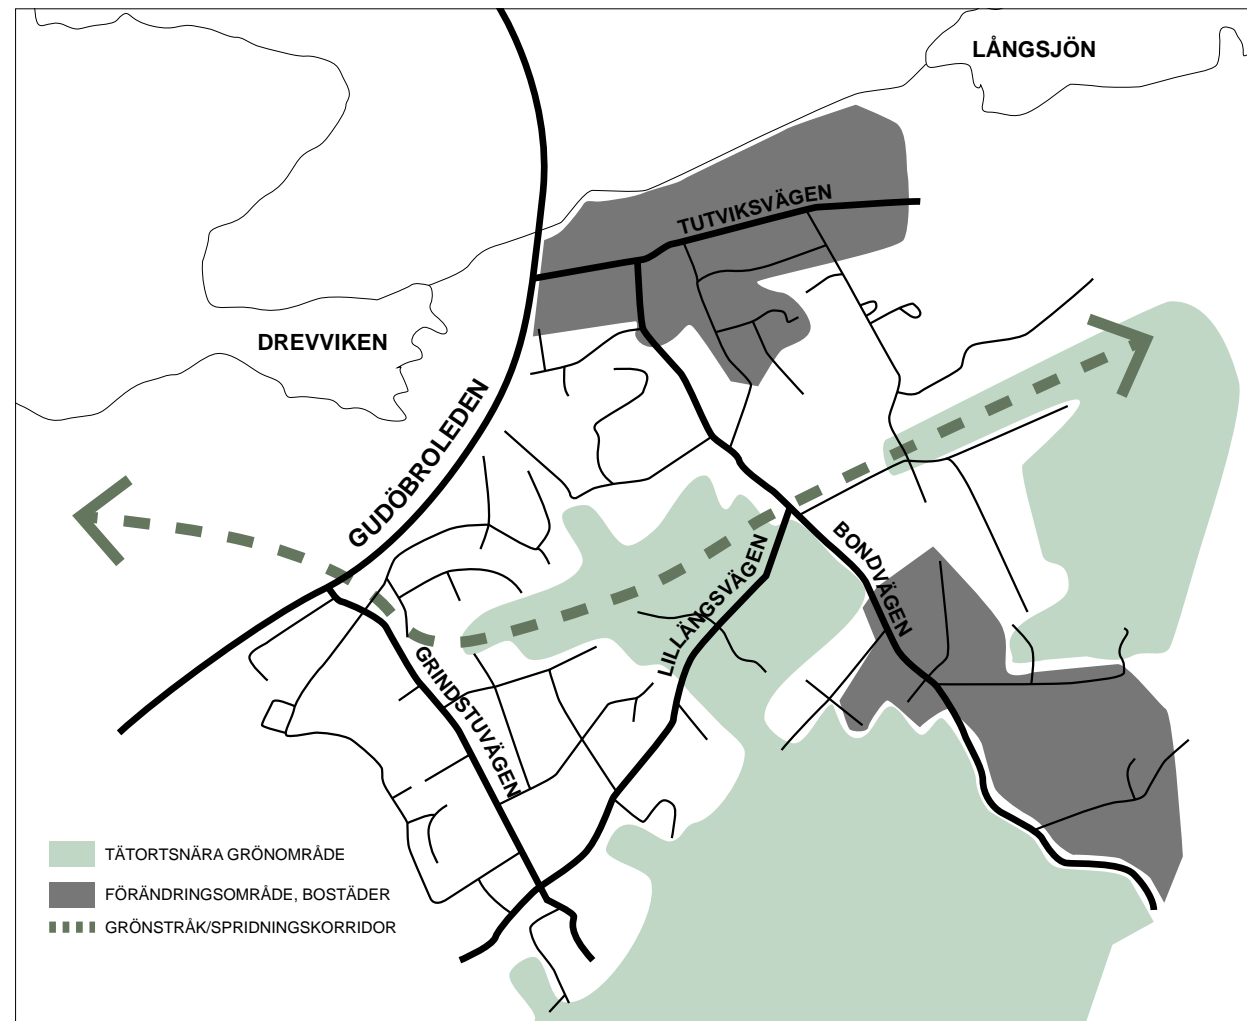 LÅNGSJÖN
TUTVIKSVÄGEN
DREVVIKEN
GUDÖBROLEDEN
BONDVÄGEN
LILLÄNGSVÄGEN
GRINDSTUVÄGEN
TÄTORTSNÄRA GRÖNOMRÅDE
FÖRÄNDRINGSOMRÅDE, BOSTÄDER
GRÖNSTRÅK/SPRIDNINGSKORRIDOR